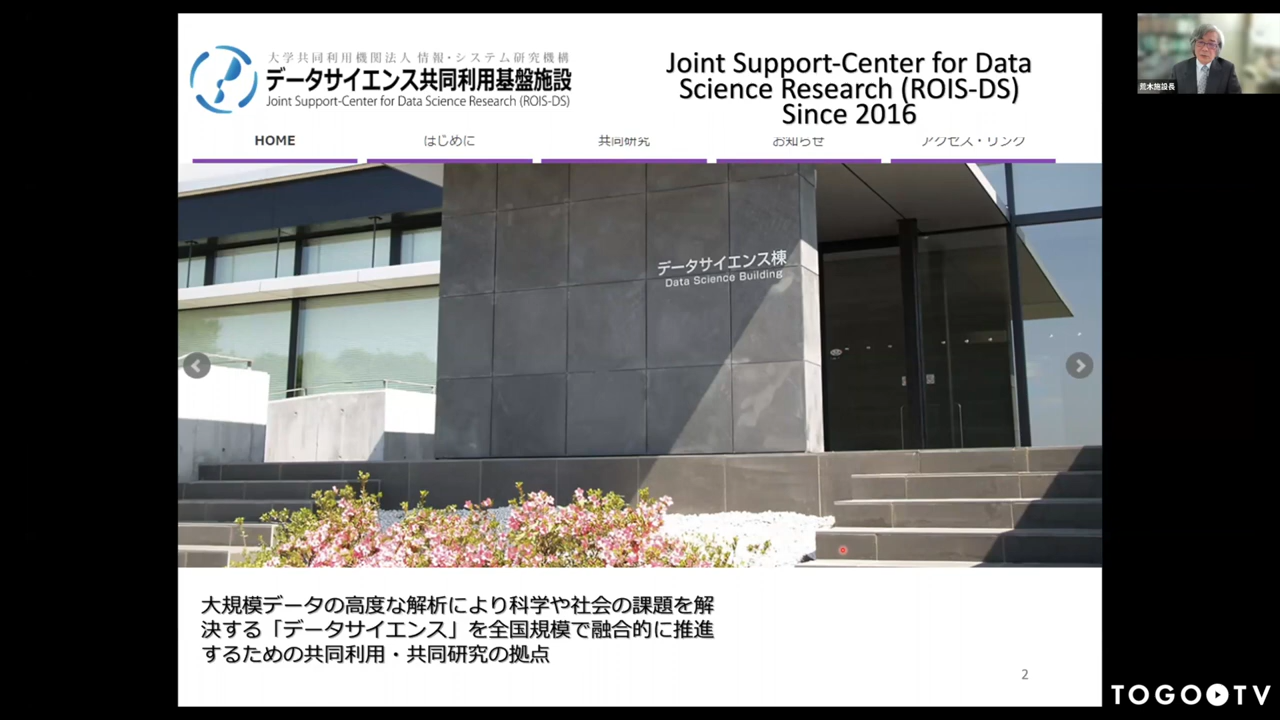 大学共同利用機関法人 情報・システム研究機構
データサイエンス共同利用基盤施設
Joint Support-Center for Data Science Research (ROIS-DS)
Joint Support-Center for Data
Science Research (ROIS-DS)
Since 2016
荒木施設長
HOME
はじめに
共同研究
お知らせ
アクセス・リンク
データサイエンス棟
Data Science Building
大規模データの高度な解析により科学や社会の課題を解
決する「データサイエンス」を全国規模で融合的に推進
するための共同利用・共同研究の拠点
2
TOGO TV